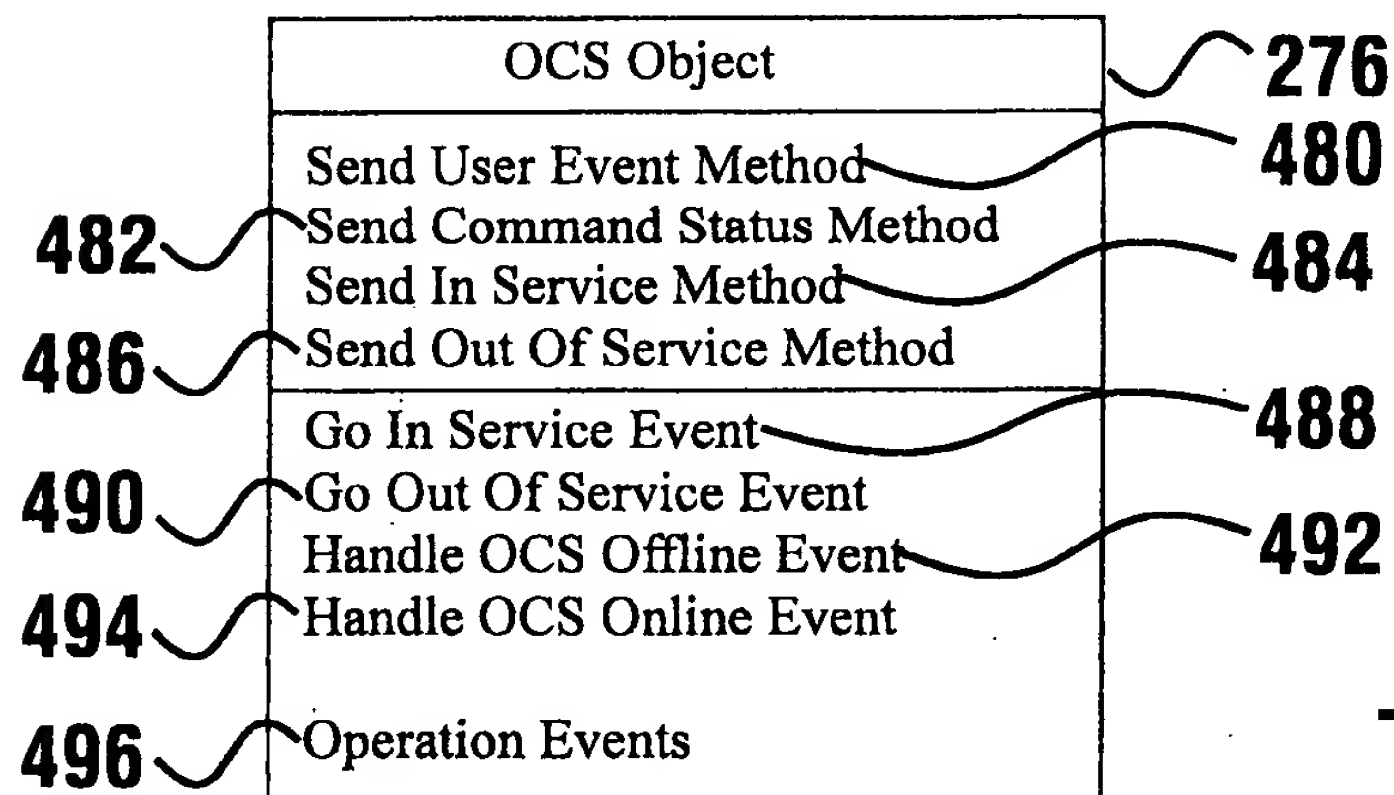 OCS Object 276
Send User Event Method 480
482 Send Command Status Method
Send In Service Method 484
486 Send Out Of Service Method
Go In Service Event 488
490 Go Out Of Service Event
Handle OCS Offline Event 492
494 Handle OCS Online Event
496 Operation Events